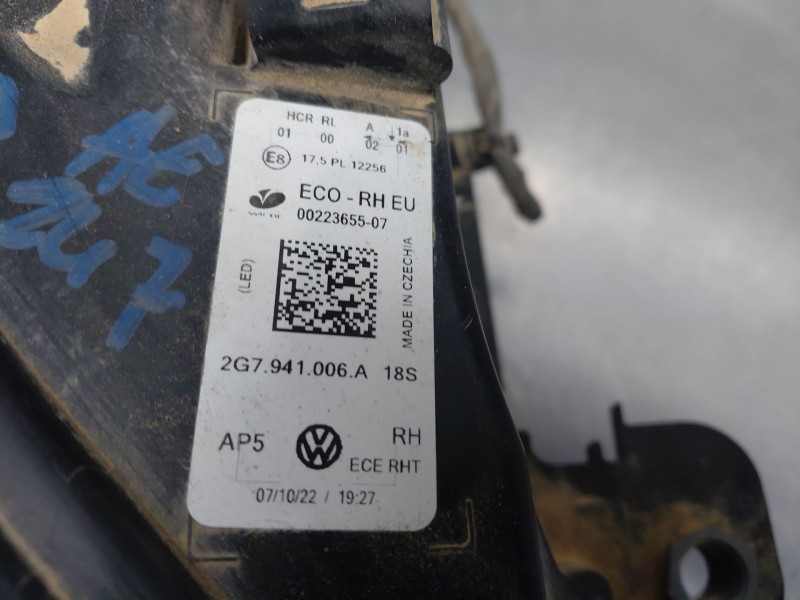 HCR RL A 1a
01 00 02 01
E8 17.5 PL 12256
ECO - RH EU
00223655-07
(LED)
MADE IN CZECHIA
2G7.941.006.A 18S
AP5 RH
ECE RHT
07/10/22 / 19:27
AE